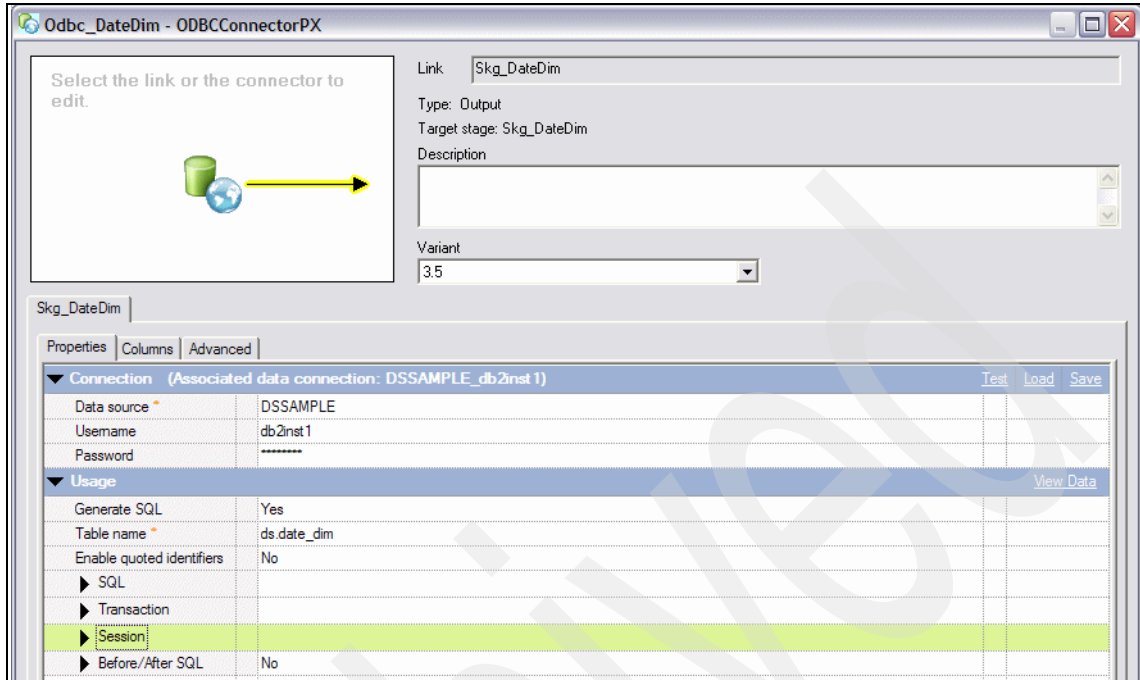 Odbc_DateDim - ODBCConnectorPX
Select the link or the connector to
edit.
Link Skg_DateDim
Type: Output
Target stage: Skg_DateDim
Description
Variant
3.5
Skg_DateDim
Properties Columns Advanced
Connection (Associated data connection: DSSAMPLE_db2inst1) Test Load Save
Data source * DSSAMPLE
Username db2inst1
Password ********
Usage View Data
Generate SQL Yes
Table name * ds.date_dim
Enable quoted identifiers No
SQL
Transaction
Session
Before/After SQL No